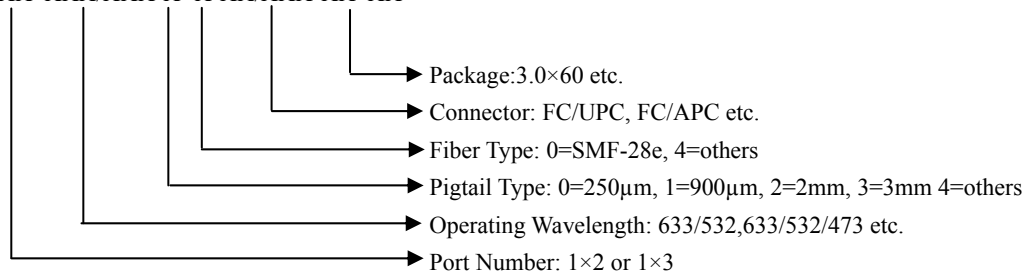 Package:3.0×60 etc.
Connector: FC/UPC, FC/APC etc.
Fiber Type: 0=SMF-28e, 4=others
Pigtail Type: 0=250μm, 1=900μm, 2=2mm, 3=3mm 4=others
Operating Wavelength: 633/532,633/532/473 etc.
Port Number: 1×2 or 1×3